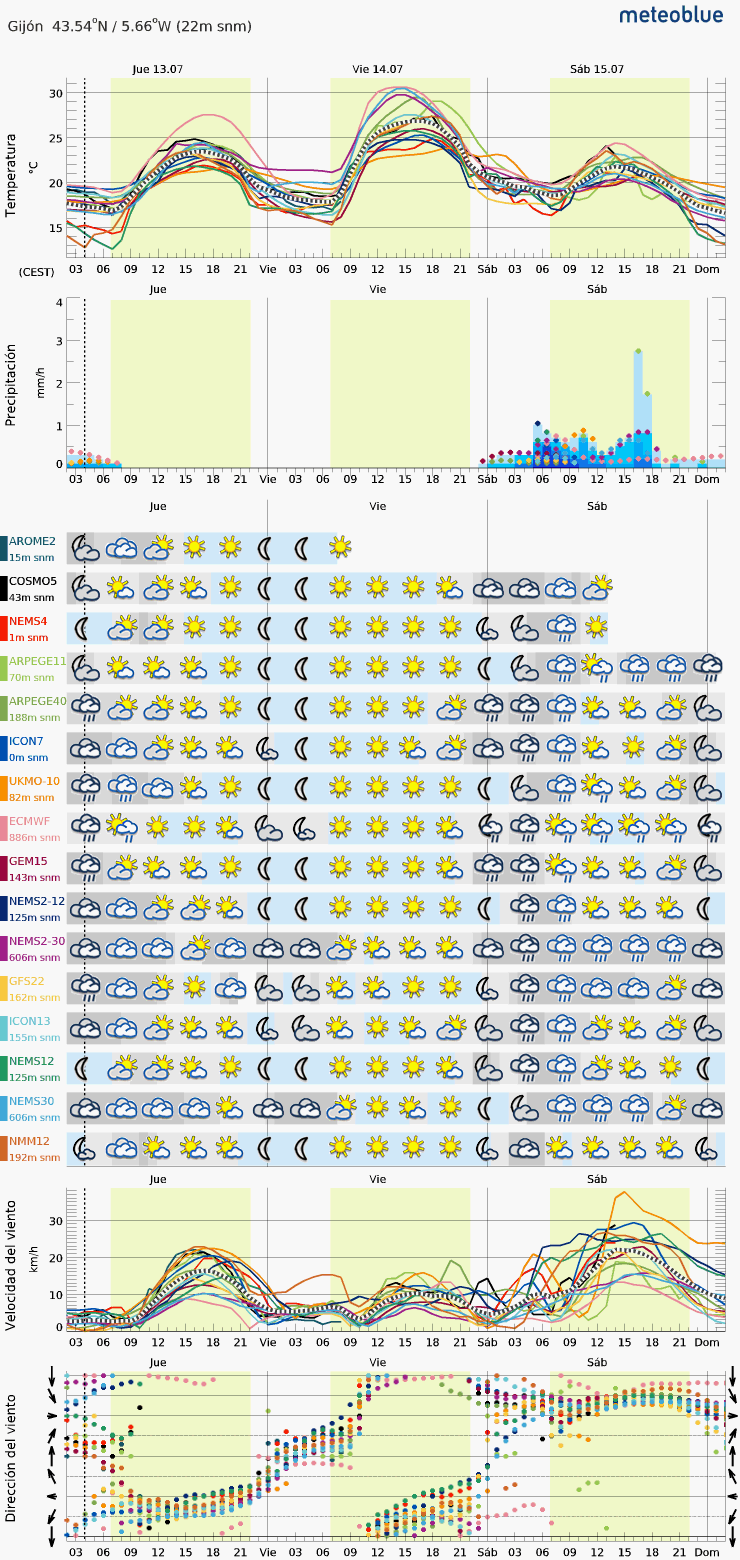 meteoblue
Gijón 43.54°N / 5.66°W (22m snm)
Jue 13.07 Vie 14.07 Sáb 15.07
Temperatura
°C
30
25
20
15
(CEST)
03 06 09 12 15 18 21 Vie 03 06 09 12 15 18 21 Sáb 03 06 09 12 15 18 21 Dom
Jue Vie Sáb
Precipitación
mm/h
4
3
2
1
0
03 06 09 12 15 18 21 Vie 03 06 09 12 15 18 21 Sáb 03 06 09 12 15 18 21 Dom
Jue Vie Sáb
AROME2
15m snm
COSMO5
43m snm
NEMS4
1m snm
ARPEGE11
70m snm
ARPEGE40
188m snm
ICON7
0m snm
UKMO-10
82m snm
ECMWF
886m snm
GEM15
143m snm
NEMS2-12
125m snm
NEMS2-30
606m snm
GFS22
162m snm
ICON13
155m snm
NEMS12
125m snm
NEMS30
606m snm
NMM12
192m snm
Jue Vie Sáb
Velocidad del viento
km/h
30
20
10
0
03 06 09 12 15 18 21 Vie 03 06 09 12 15 18 21 Sáb 03 06 09 12 15 18 21 Dom
Jue Vie Sáb
Dirección del viento
03 06 09 12 15 18 21 Vie 03 06 09 12 15 18 21 Sáb 03 06 09 12 15 18 21 Dom